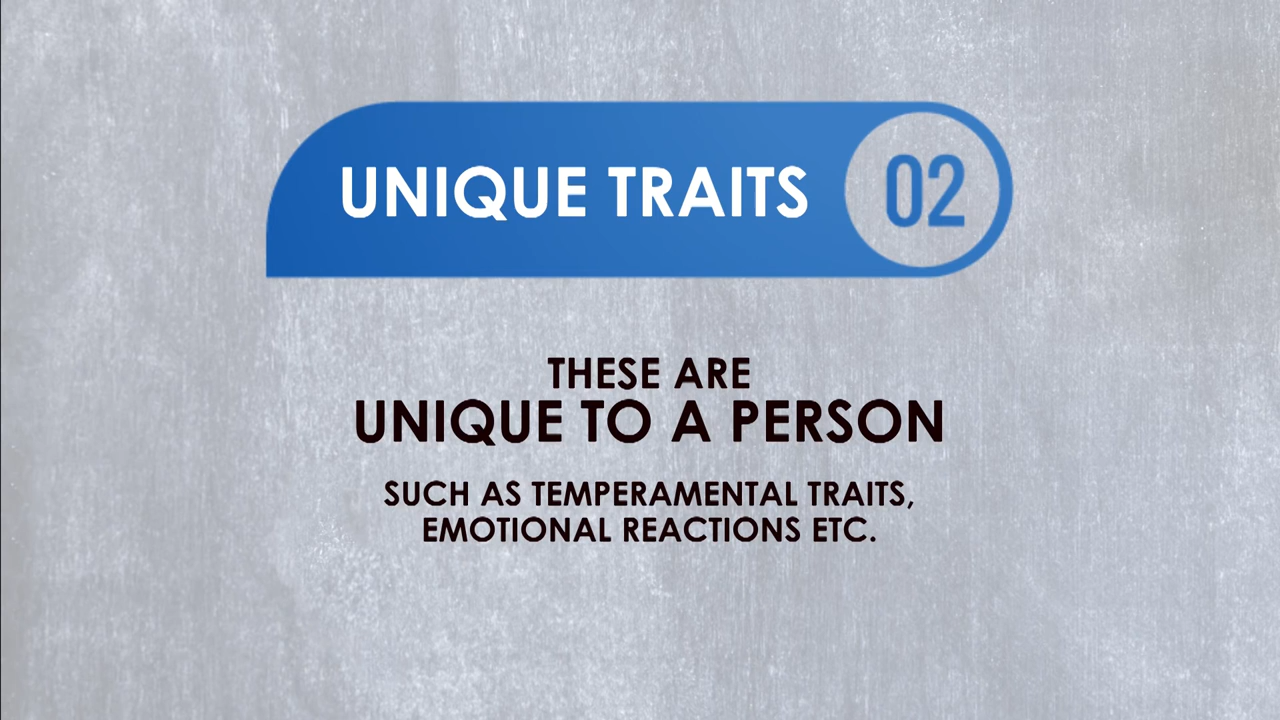 UNIQUE TRAITS 02
THESE ARE
UNIQUE TO A PERSON
SUCH AS TEMPERAMENTAL TRAITS,
EMOTIONAL REACTIONS ETC.